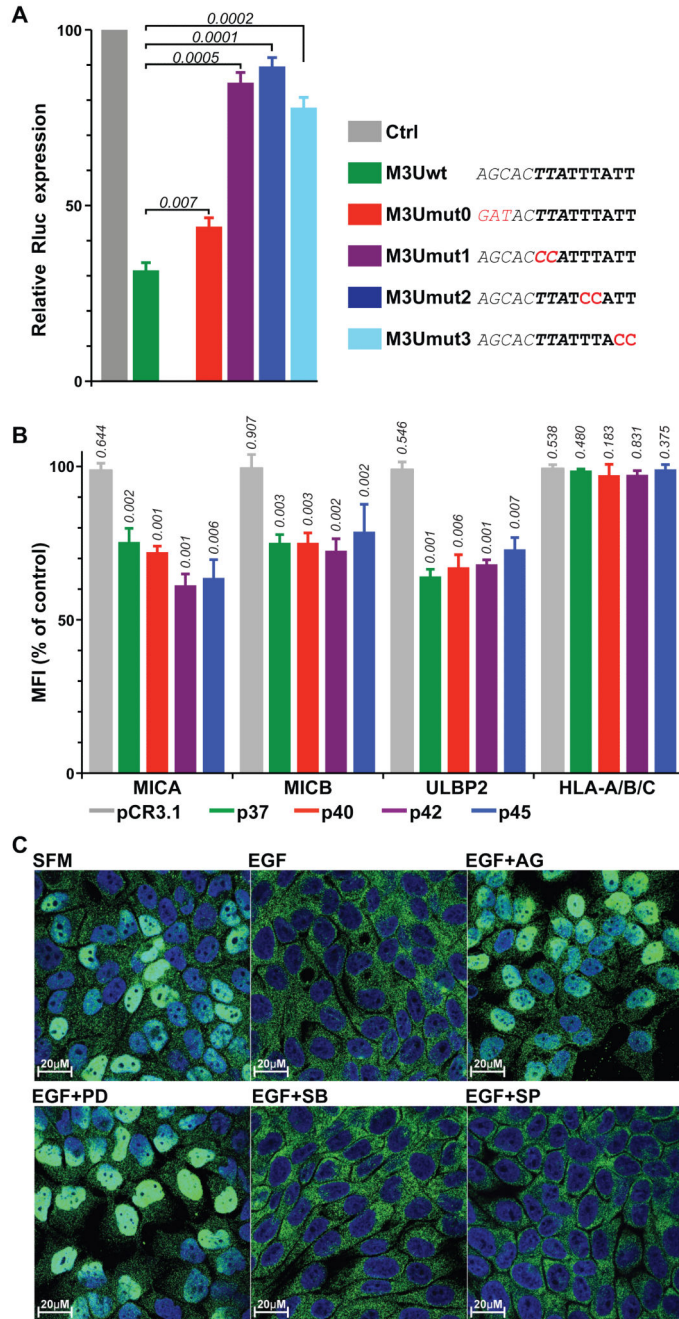 A
0.0002
0.0001
0.0005
0.007
100
50
0
Relative Rluc expression
Ctrl
M3Uwt AGCACTTATTTATT
M3Umut0 GATACTTATTTATT
M3Umut1 AGCACCCATTTATT
M3Umut2 AGCACTTATCCATT
M3Umut3 AGCACTTATTTACC
B
0.644 0.002 0.001 0.001 0.006 0.907 0.003 0.003 0.002 0.002 0.546 0.001 0.006 0.001 0.007 0.538 0.480 0.183 0.831 0.375
100
50
0
MFI (% of control)
MICA MICB ULBP2 HLA-A/B/C
pCR3.1 p37 p40 p42 p45
C
SFM EGF EGF+AG
20µM 20µM 20µM
EGF+PD EGF+SB EGF+SP
20µM 20µM 20µM